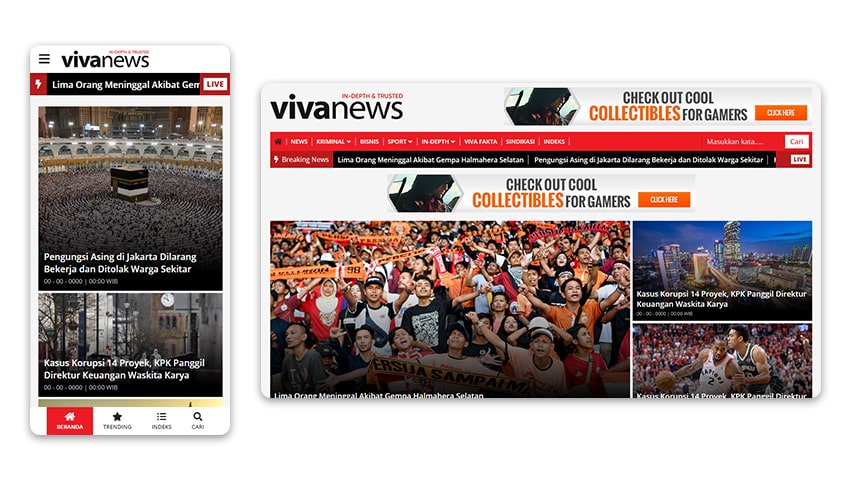 IN-DEPTH & TRUSTED
vivanews
Lima Orang Meninggal Akibat Gem
LIVE
Pengungsi Asing di Jakarta Dilarang
Bekerja dan Ditolak Warga Sekitar
00 - 00 - 0000 | 00:00 WIB
Kasus Korupsi 14 Proyek, KPK Panggil
Direktur Keuangan Waskita Karya
00 - 00 - 0000 | 00:00 WIB
BERANDA TRENDING INDEKS CARI
IN-DEPTH & TRUSTED
vivanews
CHECK OUT COOL
COLLECTIBLES FOR GAMERS
CLICK HERE
NEWS KRIMINAL BISNIS SPORT IN-DEPTH VIVA FAKTA SINDIKASI INDEKS Masukkan kata..... Cari
Breaking News Lima Orang Meninggal Akibat Gempa Halmahera Selatan | Pengungsi Asing di Jakarta Dilarang Bekerja dan Ditolak Warga Sekitar | LIVE
CHECK OUT COOL
COLLECTIBLES FOR GAMERS
CLICK HERE
98
PERSIJA SAMPAI M
Lima Orang Meninggal Akibat Gempa Halmahera Selatan
Kasus Korupsi 14 Proyek, KPK Panggil Direktur
Keuangan Waskita Karya
00 - 00 - 0000 | 00:00 WIB
RAPTORS
2
Kasus Korupsi 14 Proyek, KPK Panggil Direktur